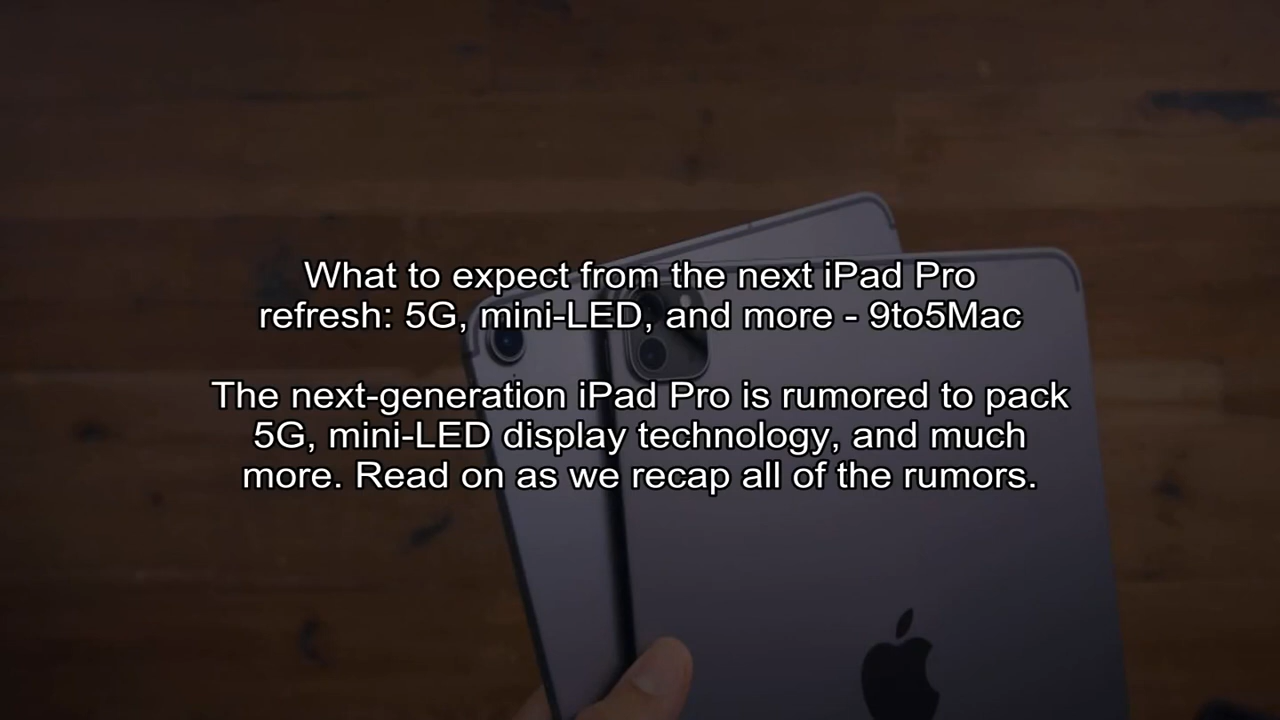 What to expect from the next iPad Pro
refresh: 5G, mini-LED, and more - 9to5Mac
The next-generation iPad Pro is rumored to pack
5G, mini-LED display technology, and much
more. Read on as we recap all of the rumors.